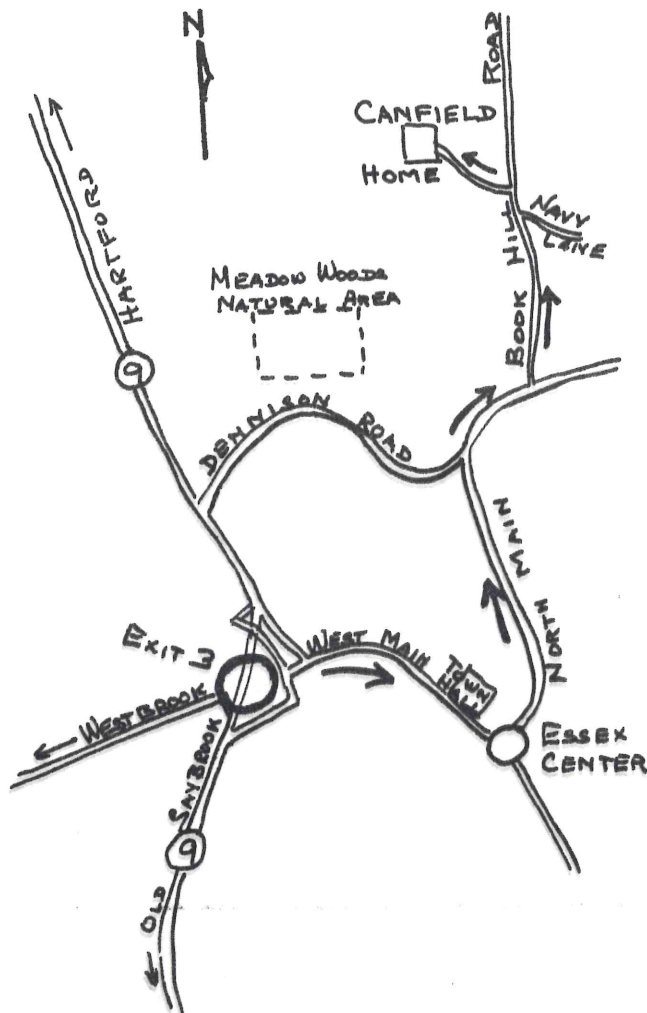 N
ROAD
CANFIELD
HOME
NAVY
LANE
HILL
BOOK
HARTFORD
MEADOW WOODS
NATURAL AREA
9
DENNISON ROAD
NORTH MAIN
EXIT 3
WEST MAIN
TOWN
HALL
WESTBROOK
ESSEX
CENTER
SAYBROOK
9
OLD